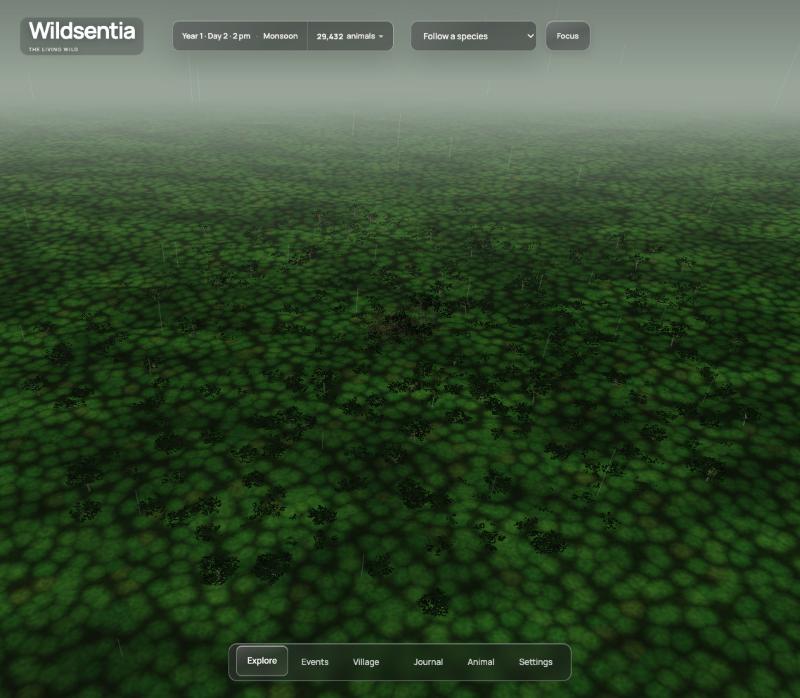 Wildsentia
THE LIVING WILD
Year 1 · Day 2 · 2 pm · Monsoon
29,432 animals
Follow a species
Focus
Explore
Events
Village
Journal
Animal
Settings